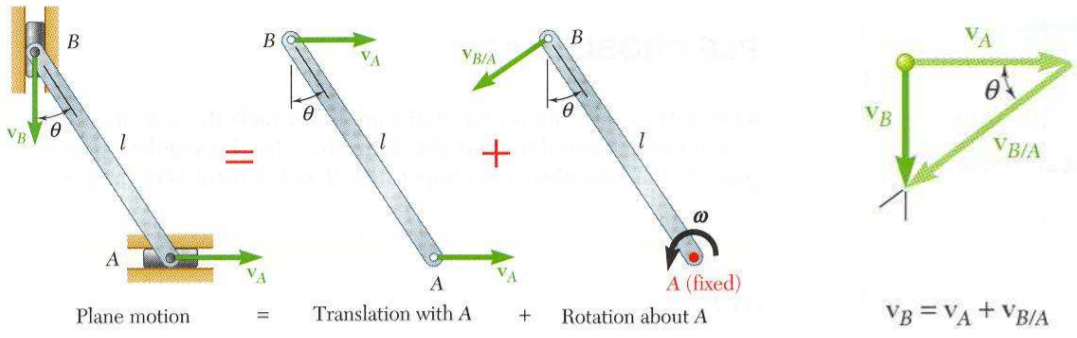 B
v_B
θ
l
A
v_A
=
B
v_A
θ
l
v_A
A
+
v_B/A
B
θ
l
ω
A (fixed)
Plane motion = Translation with A + Rotation about A
v_A
θ
v_B
v_B/A
v_B = v_A + v_B/A